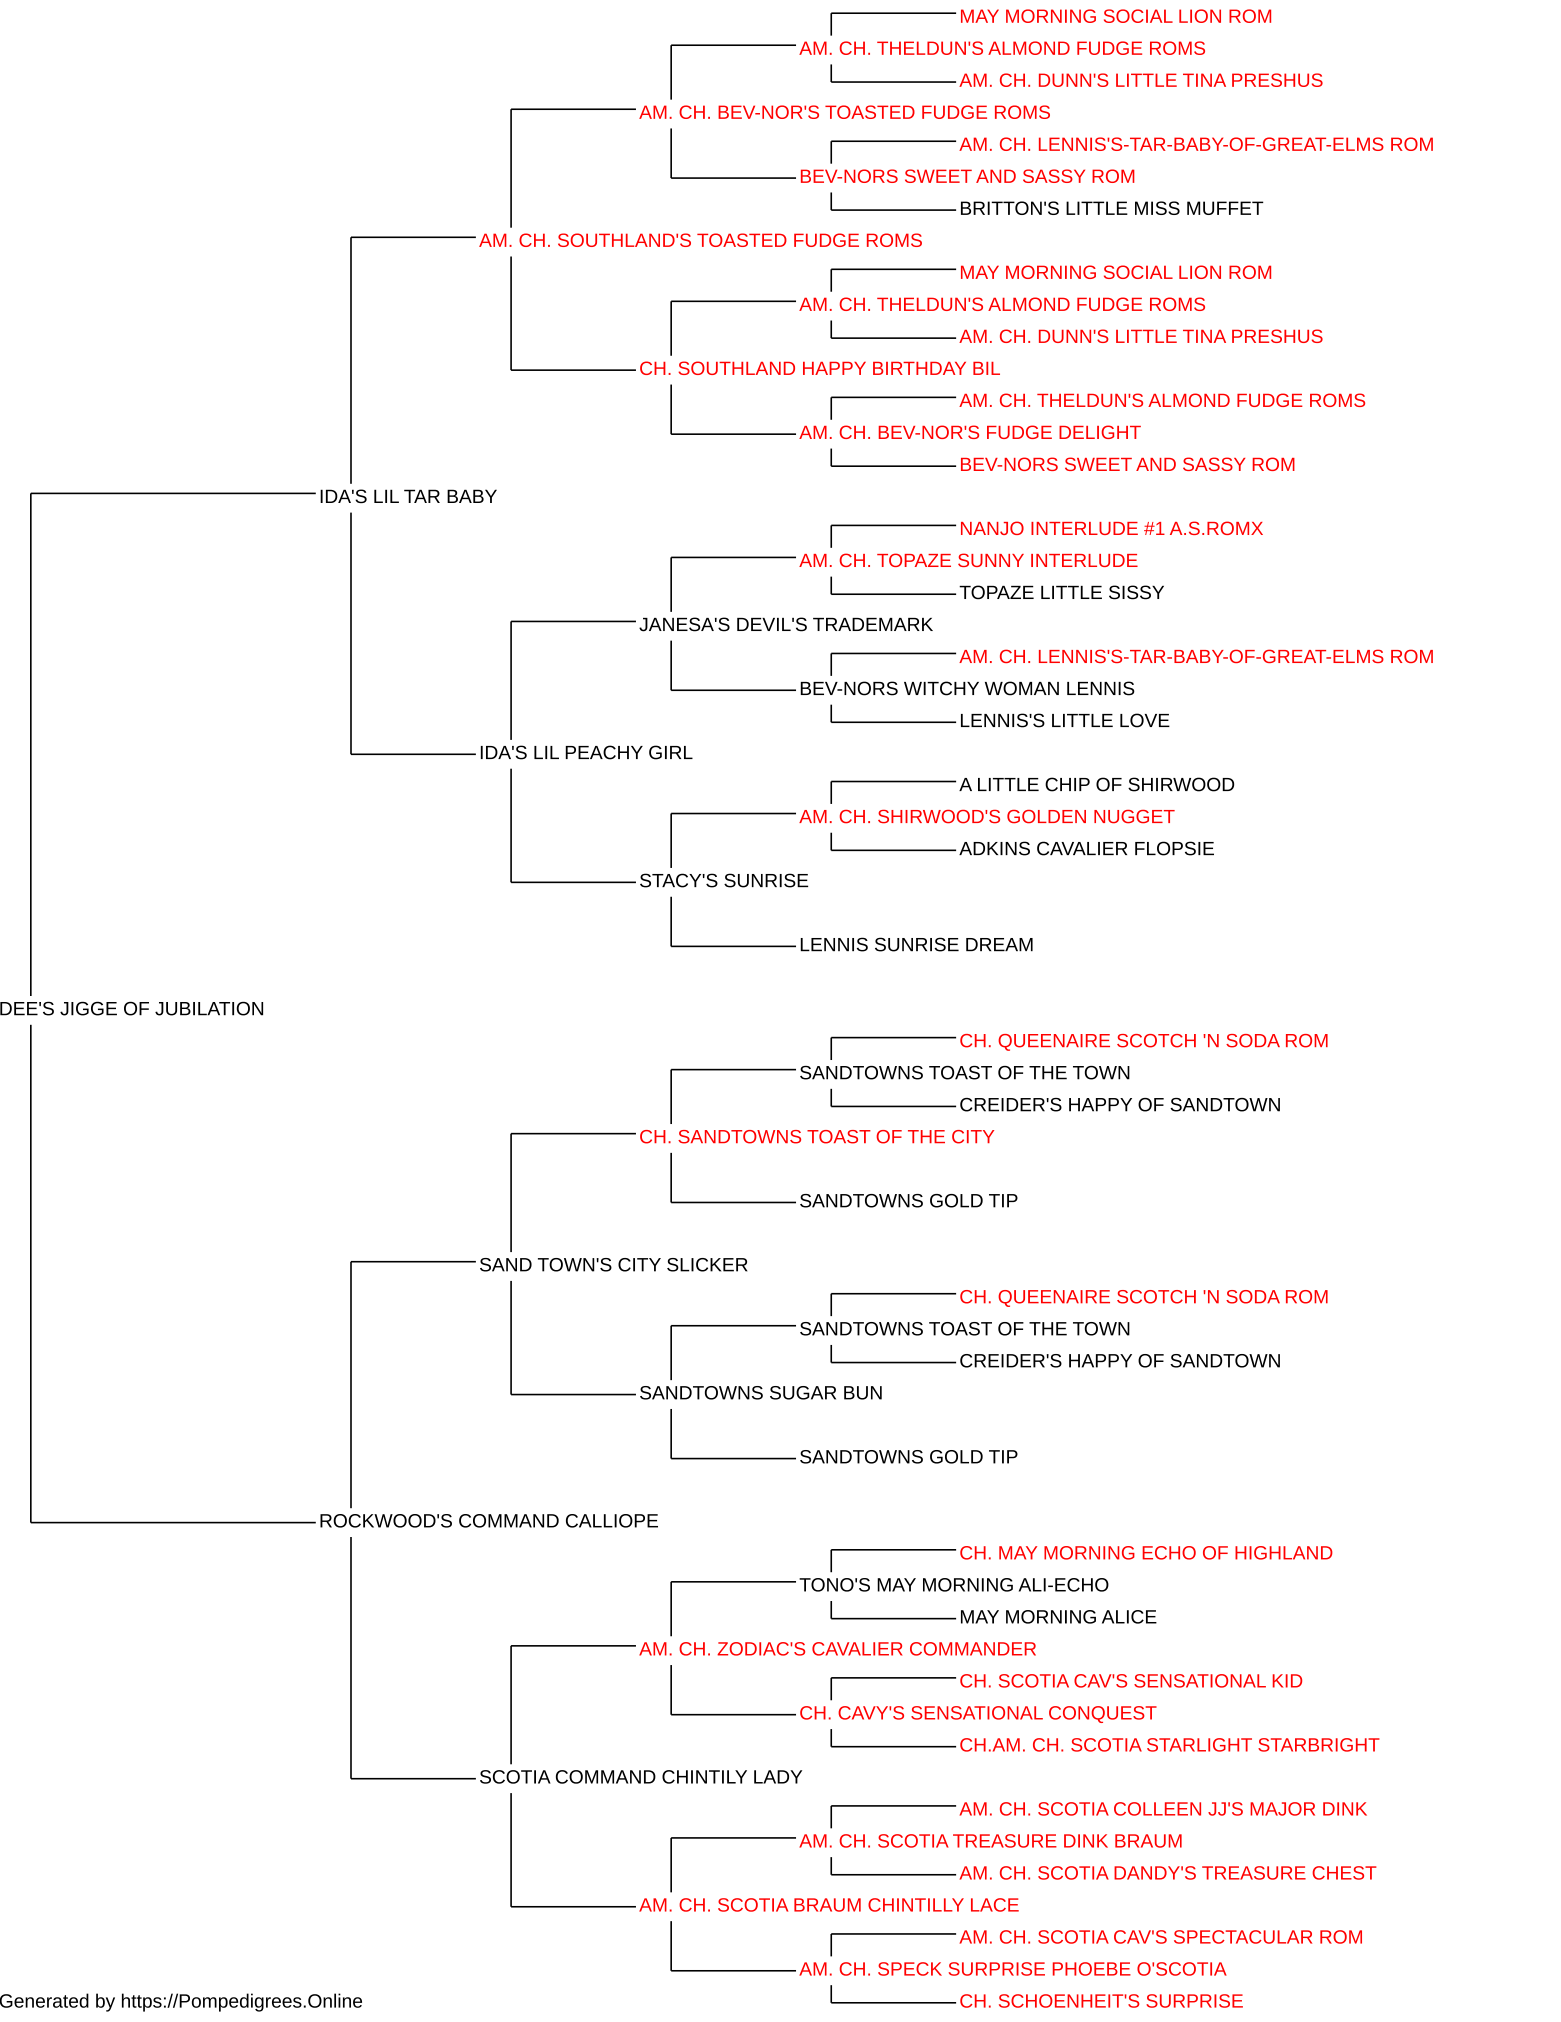 MAY MORNING SOCIAL LION ROM
AM. CH. THELDUN'S ALMOND FUDGE ROMS
AM. CH. DUNN'S LITTLE TINA PRESHUS
AM. CH. BEV-NOR'S TOASTED FUDGE ROMS
AM. CH. LENNIS'S-TAR-BABY-OF-GREAT-ELMS ROM
BEV-NORS SWEET AND SASSY ROM
BRITTON'S LITTLE MISS MUFFET
AM. CH. SOUTHLAND'S TOASTED FUDGE ROMS
MAY MORNING SOCIAL LION ROM
AM. CH. THELDUN'S ALMOND FUDGE ROMS
AM. CH. DUNN'S LITTLE TINA PRESHUS
CH. SOUTHLAND HAPPY BIRTHDAY BIL
AM. CH. THELDUN'S ALMOND FUDGE ROMS
AM. CH. BEV-NOR'S FUDGE DELIGHT
BEV-NORS SWEET AND SASSY ROM
IDA'S LIL TAR BABY
NANJO INTERLUDE #1 A.S.ROMX
AM. CH. TOPAZE SUNNY INTERLUDE
TOPAZE LITTLE SISSY
JANESA'S DEVIL'S TRADEMARK
AM. CH. LENNIS'S-TAR-BABY-OF-GREAT-ELMS ROM
BEV-NORS WITCHY WOMAN LENNIS
LENNIS'S LITTLE LOVE
IDA'S LIL PEACHY GIRL
A LITTLE CHIP OF SHIRWOOD
AM. CH. SHIRWOOD'S GOLDEN NUGGET
ADKINS CAVALIER FLOPSIE
STACY'S SUNRISE
LENNIS SUNRISE DREAM
DEE'S JIGGE OF JUBILATION
CH. QUEENAIRE SCOTCH 'N SODA ROM
SANDTOWNS TOAST OF THE TOWN
CREIDER'S HAPPY OF SANDTOWN
CH. SANDTOWNS TOAST OF THE CITY
SANDTOWNS GOLD TIP
SAND TOWN'S CITY SLICKER
CH. QUEENAIRE SCOTCH 'N SODA ROM
SANDTOWNS TOAST OF THE TOWN
CREIDER'S HAPPY OF SANDTOWN
SANDTOWNS SUGAR BUN
SANDTOWNS GOLD TIP
ROCKWOOD'S COMMAND CALLIOPE
CH. MAY MORNING ECHO OF HIGHLAND
TONO'S MAY MORNING ALI-ECHO
MAY MORNING ALICE
AM. CH. ZODIAC'S CAVALIER COMMANDER
CH. SCOTIA CAV'S SENSATIONAL KID
CH. CAVY'S SENSATIONAL CONQUEST
CH.AM. CH. SCOTIA STARLIGHT STARBRIGHT
SCOTIA COMMAND CHINTILY LADY
AM. CH. SCOTIA COLLEEN JJ'S MAJOR DINK
AM. CH. SCOTIA TREASURE DINK BRAUM
AM. CH. SCOTIA DANDY'S TREASURE CHEST
AM. CH. SCOTIA BRAUM CHINTILLY LACE
AM. CH. SCOTIA CAV'S SPECTACULAR ROM
AM. CH. SPECK SURPRISE PHOEBE O'SCOTIA
CH. SCHOENHEIT'S SURPRISE
Generated by https://Pompedigrees.Online